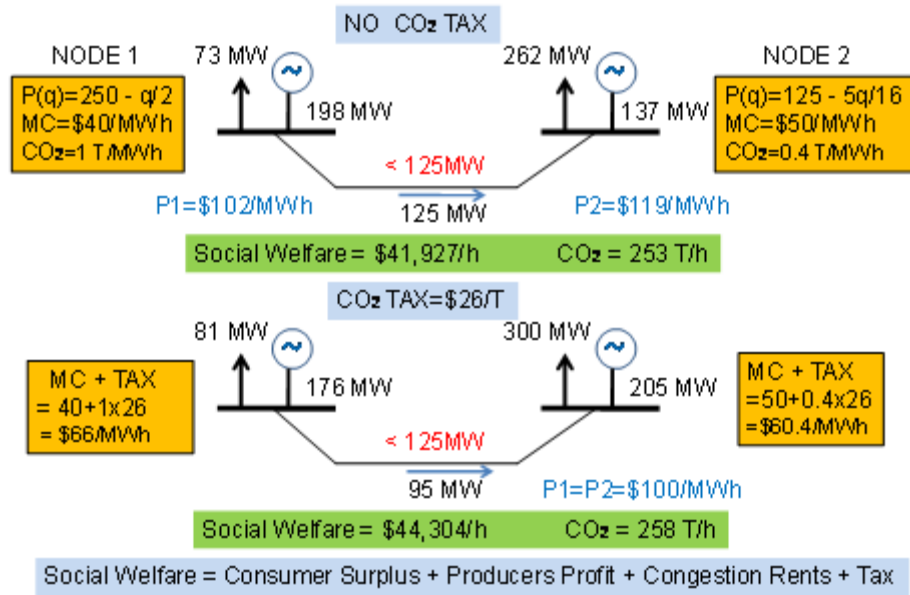 NO CO₂ TAX
NODE 1
73 MW
262 MW
NODE 2
P(q)=250 - q/2
MC=$40/MWh
CO₂=1 T/MWh
198 MW
137 MW
P(q)=125 - 5q/16
MC=$50/MWh
CO₂=0.4 T/MWh
< 125MW
P1=$102/MWh
125 MW
P2=$119/MWh
Social Welfare = $41,927/h CO₂ = 253 T/h
CO₂ TAX=$26/T
81 MW
300 MW
MC + TAX
= 40+1x26
= $66/MWh
176 MW
205 MW
MC + TAX
=50+0.4x26
=$60.4/MWh
< 125MW
95 MW
P1=P2=$100/MWh
Social Welfare = $44,304/h CO₂ = 258 T/h
Social Welfare = Consumer Surplus + Producers Profit + Congestion Rents + Tax